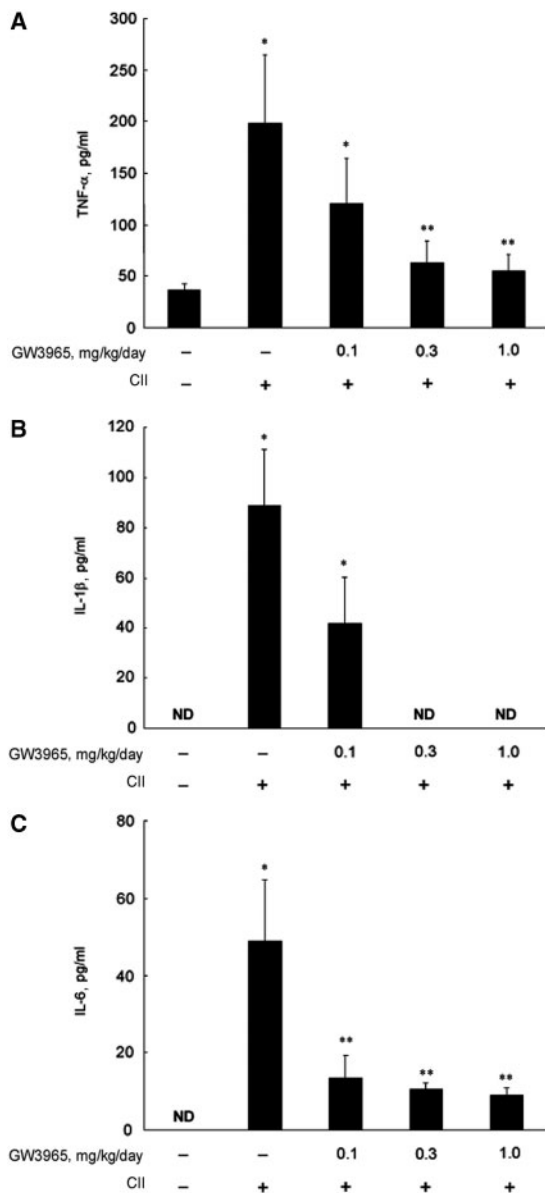 A
300
250
200
150
100
50
0
TNF-α, pg/ml
* * ** **
GW3965, mg/kg/day – – 0.1 0.3 1.0
CII – + + + +
B
120
100
80
60
40
20
0
IL-1β, pg/ml
* *
ND ND ND
GW3965, mg/kg/day – – 0.1 0.3 1.0
CII – + + + +
C
80
60
40
20
0
IL-6, pg/ml
* ** ** **
ND
GW3965, mg/kg/day – – 0.1 0.3 1.0
CII – + + + +